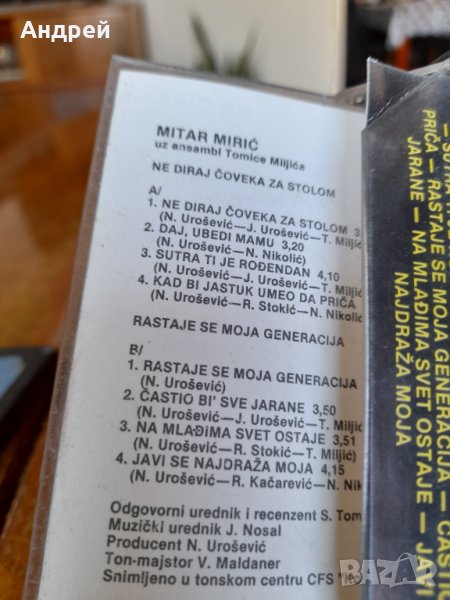 Андрей
MITAR MIRIĆ
uz ansambl Tomice Miljića
NE DIRAJ ČOVEKA ZA STOLOM
A/
1. NE DIRAJ ČOVEKA ZA STOLOM 3
(N. Urošević—J. Urošević—T. Miljić
2. DAJ, UBEDI MAMU 3,20
(N. Urošević—N. Nikolić)
3. SUTRA TI JE ROĐENDAN 4,10
(N. Urošević—J. Urošević—T. Miljić
4. KAD BI JASTUK UMEO DA PRIČA
(N. Urošević—R. Stokić—N. Nikolić
RASTAJE SE MOJA GENERACIJA
B/
1. RASTAJE SE MOJA GENERACIJA
(N. Urošević)
2. ČASTIO BI' SVE JARANE 3,50
(N. Urošević—J. Urošević—T. Miljić
3. NA MLAĐIMA SVET OSTAJE 3,51
(N. Urošević—R. Stokić—T. Miljić)
4. JAVI SE NAJDRAŽA MOJA 4,15
(N. Urošević—R. Kačarević—N. Nik
Odgovorni urednik i recenzent S. Tom
Muzički urednik J. Nosal
Producent N. Urošević
Ton-majstor V. Maldaner
Snimljeno u tonskom centru CFS
— SUTRA
PRIČA — RASTAJE SE MOJA GENERACIJA — ČASTIO
JARANE — NA MLAĐIMA SVET OSTAJE — JAVI
NAJDRAŽA MOJA
bazar